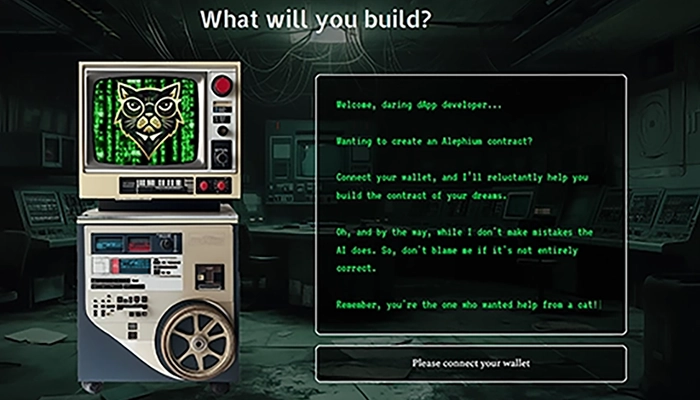 What will you build?
Welcome, daring dApp developer...
Wanting to create an Alephium contract?
Connect your wallet, and I'll reluctantly help you
build the contract of your dreams.
Oh, and by the way, while I don't make mistakes the
AI does. So, don't blame me if it's not entirely
correct.
Remember, you're the one who wanted help from a cat!
Please connect your wallet